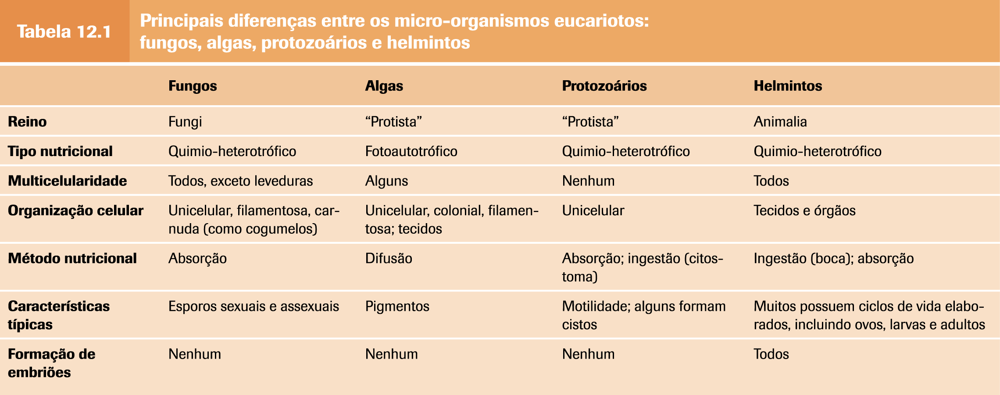 Tabela 12.1
Principais diferenças entre os micro-organismos eucariotos:
fungos, algas, protozoários e helmintos
Fungos Algas Protozoários Helmintos
Reino Fungi “Protista” “Protista” Animalia
Tipo nutricional Quimio-heterotrófico Fotoautotrófico Quimio-heterotrófico Quimio-heterotrófico
Multicelularidade Todos, exceto leveduras Alguns Nenhum Todos
Organização celular Unicelular, filamentosa, car- Unicelular, colonial, filamen- Unicelular Tecidos e órgãos
nuda (como cogumelos) tosa; tecidos
Método nutricional Absorção Difusão Absorção; ingestão (citos- Ingestão (boca); absorção
toma)
Características Esporos sexuais e assexuais Pigmentos Motilidade; alguns formam Muitos possuem ciclos de vida elabo-
típicas cistos rados, incluindo ovos, larvas e adultos
Formação de Nenhum Nenhum Nenhum Todos
embriões